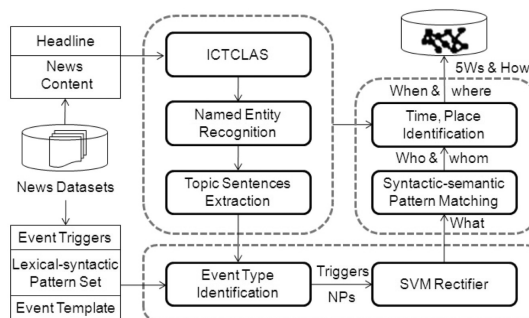 Headline
News
Content
ICTCLAS
5Ws & How
When & where
Named Entity
Recognition
Time, Place
Identification
News Datasets
Who & whom
Topic Sentences
Extraction
Syntactic-semantic
Pattern Matching
What
Event Triggers
Lexical-syntactic
Pattern Set
Event Template
Event Type
Identification
Triggers
NPs
SVM Rectifier